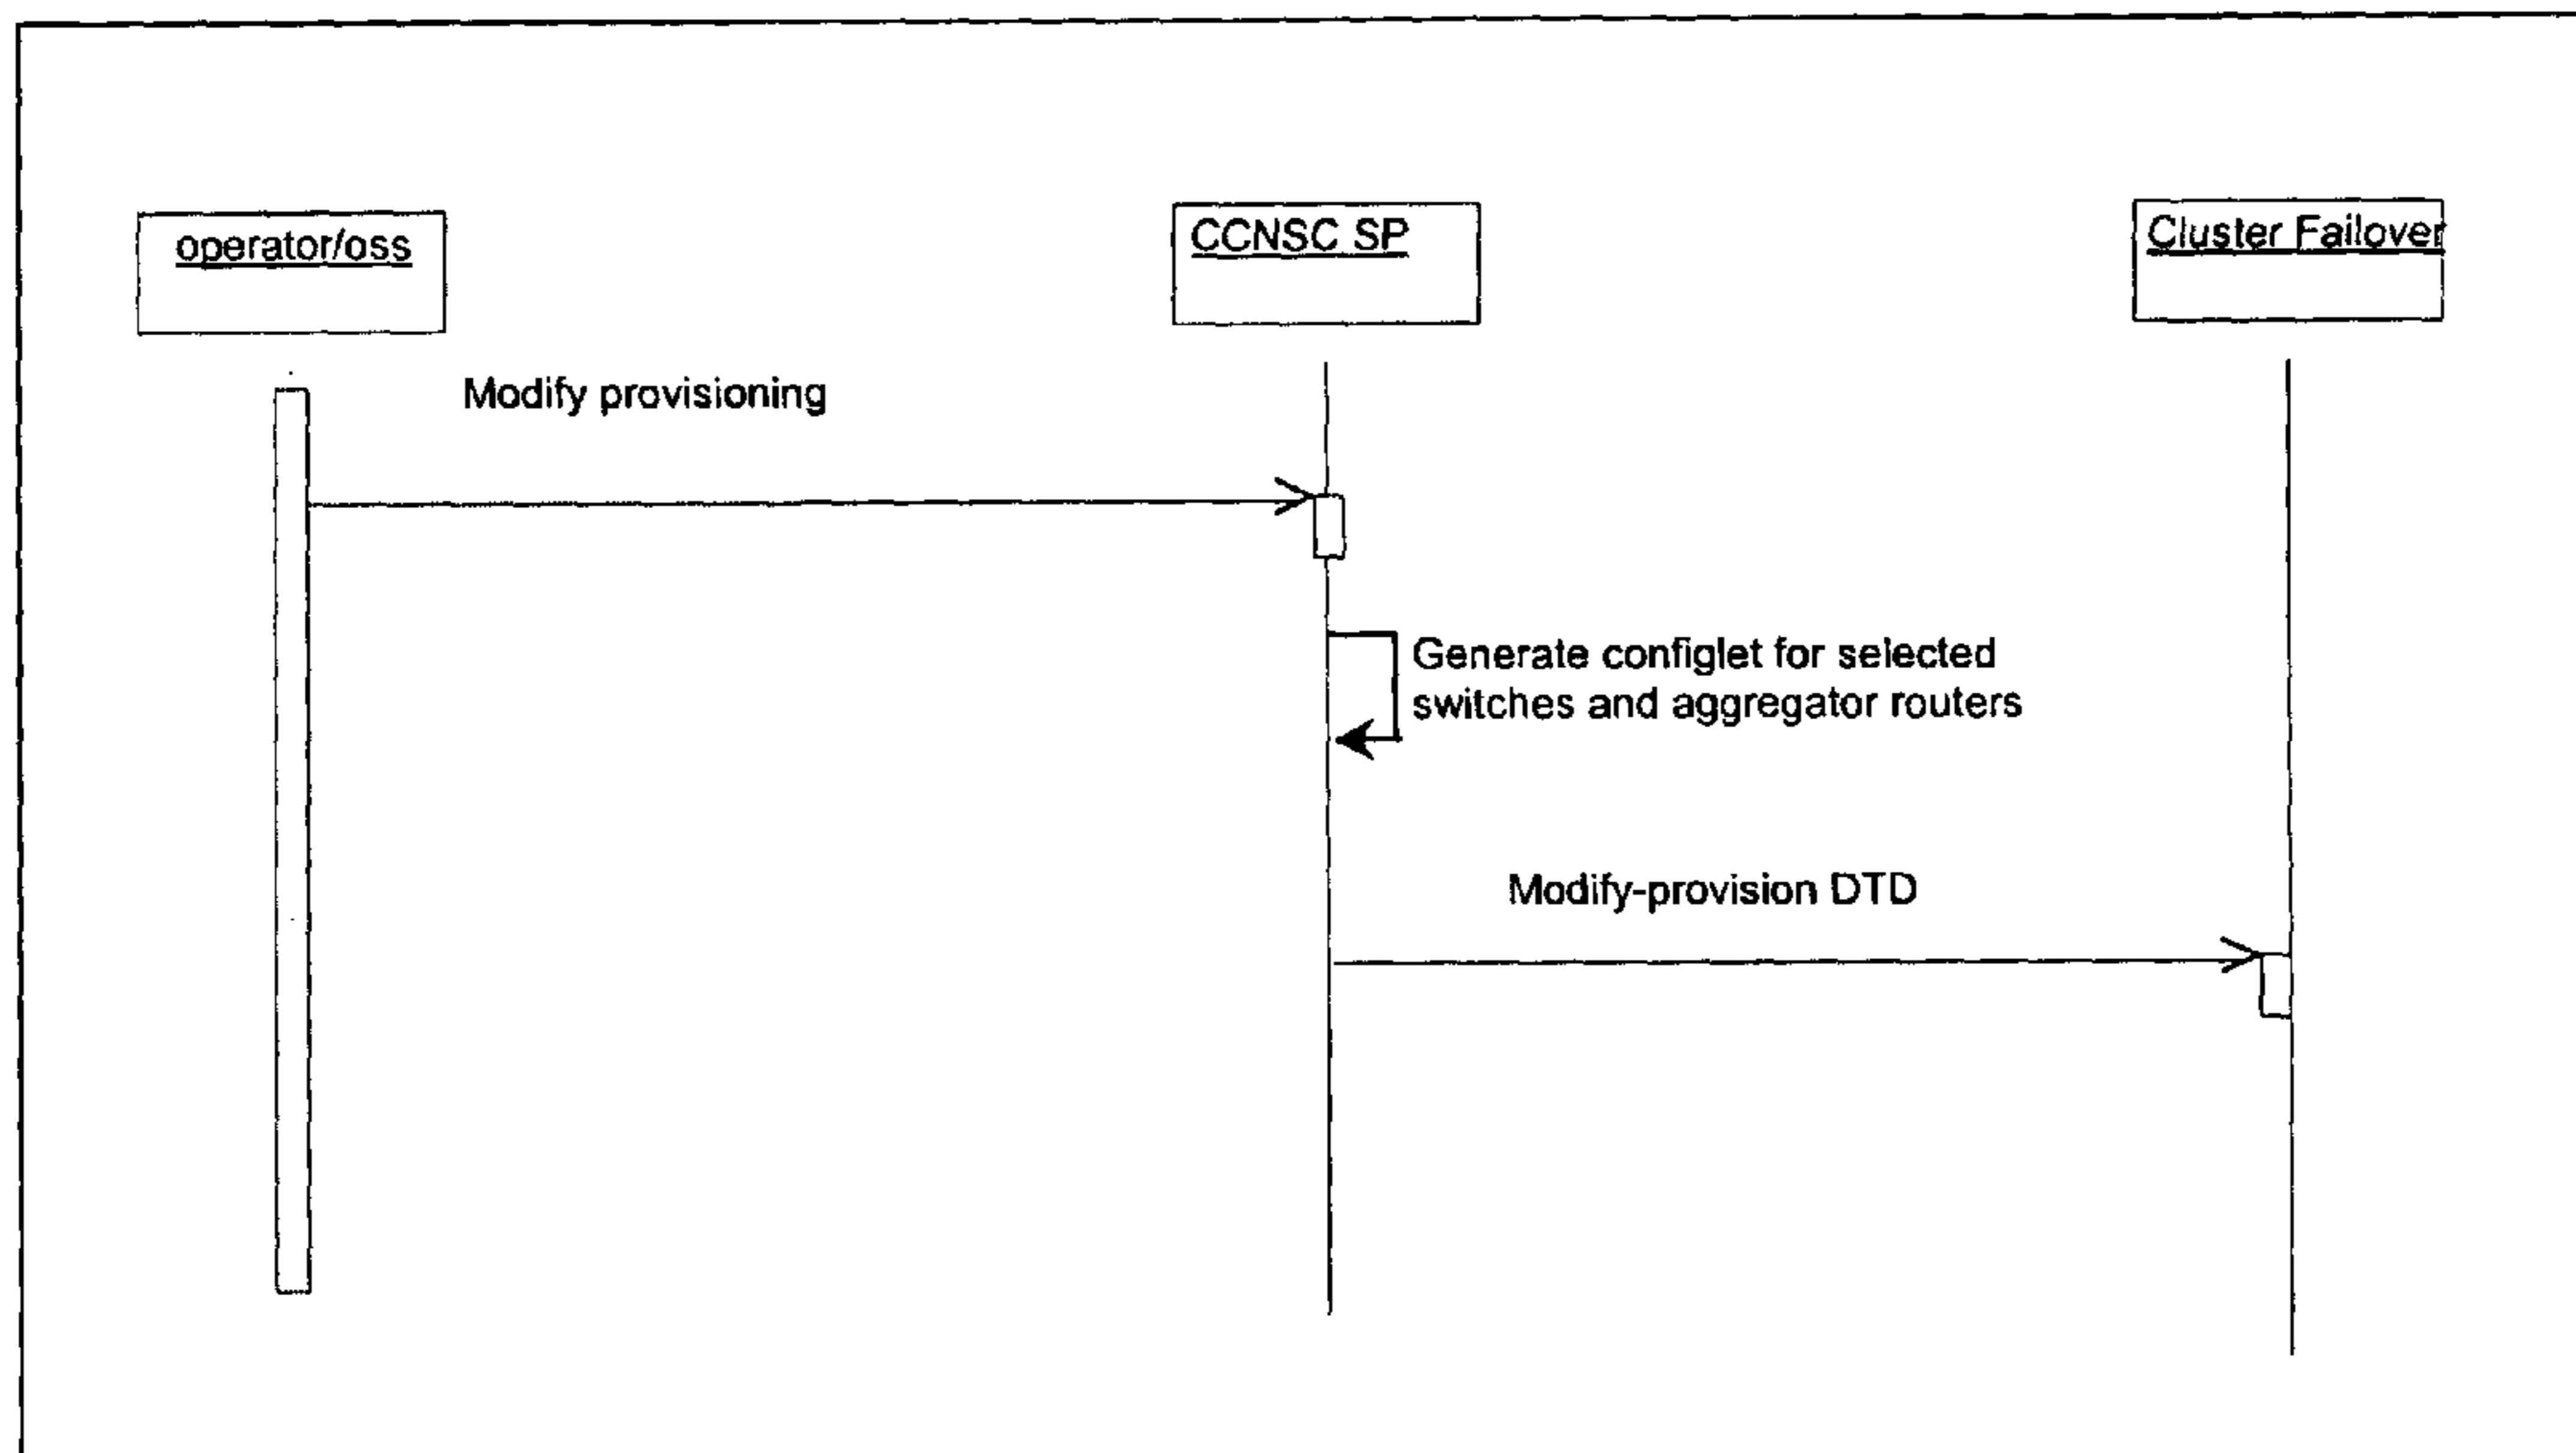 operator/oss
CCNSC SP
Cluster Failover
Modify provisioning
Generate configlet for selected
switches and aggregator routers
Modify-provision DTD